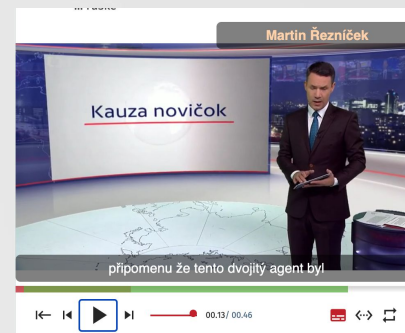 Martin Řezníček
Kauza novičok
připomenu že tento dvojitý agent byl
00.13/ 00.46